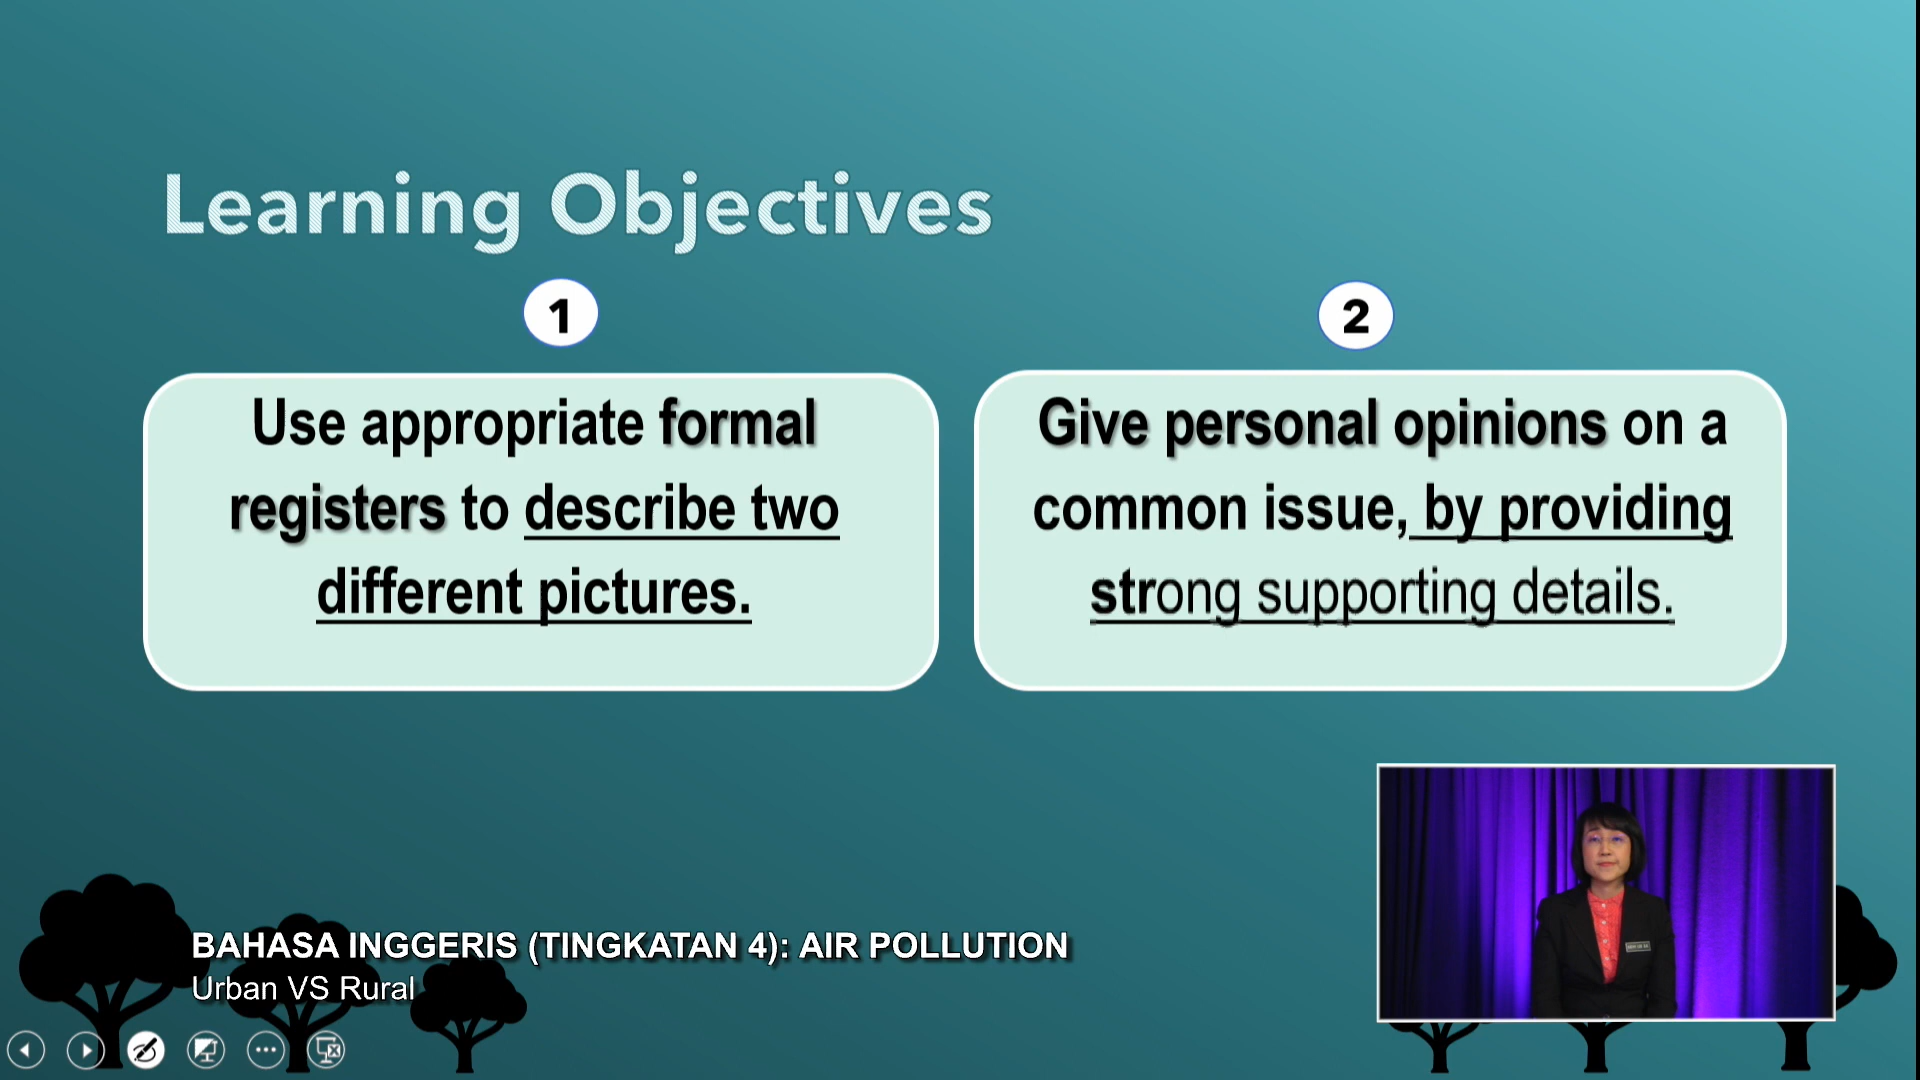 Learning Objectives
1
Use appropriate formal
registers to describe two
different pictures.
2
Give personal opinions on a
common issue, by providing
strong supporting details.
BAHASA INGGERIS (TINGKATAN 4): AIR POLLUTION
Urban VS Rural